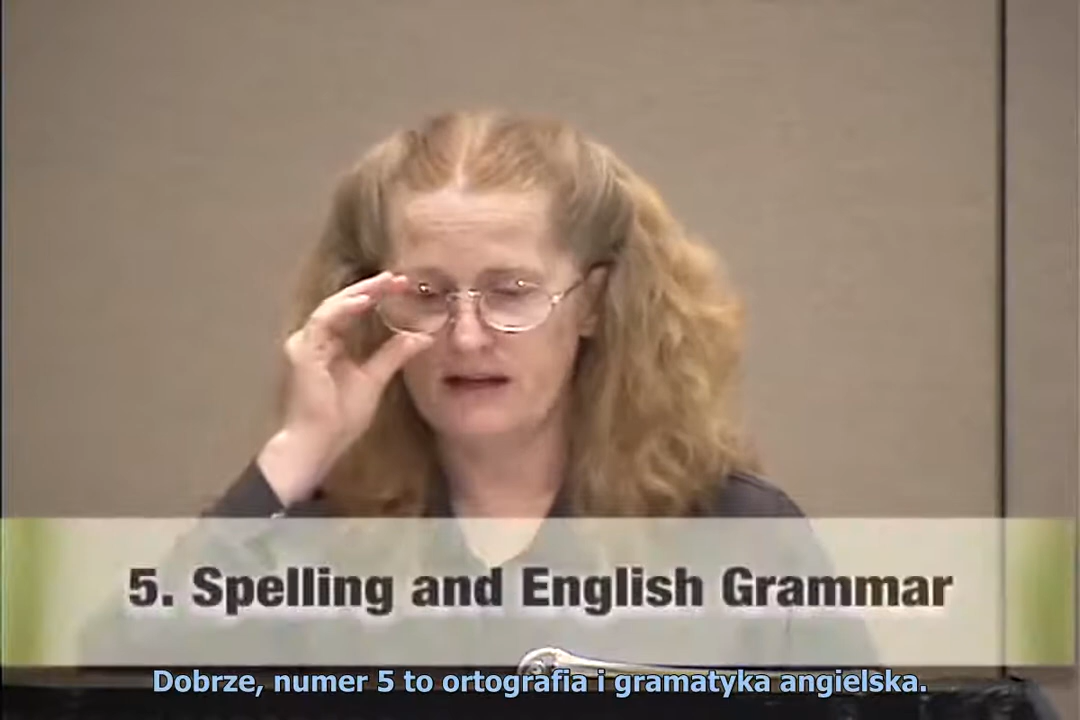 5. Spelling and English Grammar
Dobrze, numer 5 to ortografia i gramatyka angielska.